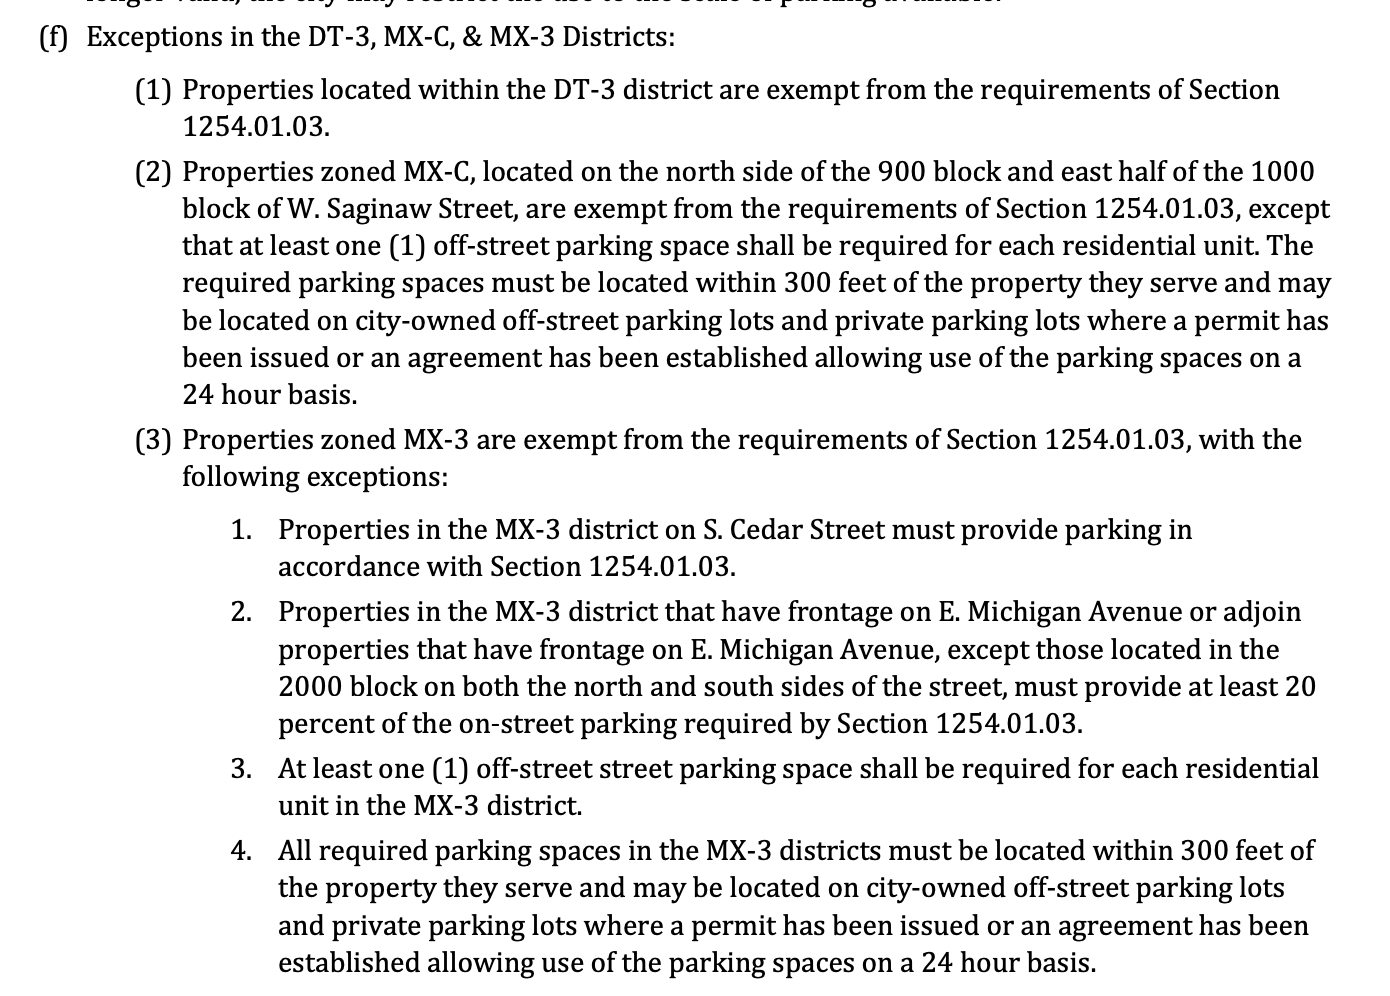 (f) Exceptions in the DT-3, MX-C, & MX-3 Districts:
(1) Properties located within the DT-3 district are exempt from the requirements of Section
1254.01.03.
(2) Properties zoned MX-C, located on the north side of the 900 block and east half of the 1000
block of W. Saginaw Street, are exempt from the requirements of Section 1254.01.03, except
that at least one (1) off-street parking space shall be required for each residential unit. The
required parking spaces must be located within 300 feet of the property they serve and may
be located on city-owned off-street parking lots and private parking lots where a permit has
been issued or an agreement has been established allowing use of the parking spaces on a
24 hour basis.
(3) Properties zoned MX-3 are exempt from the requirements of Section 1254.01.03, with the
following exceptions:
1. Properties in the MX-3 district on S. Cedar Street must provide parking in
accordance with Section 1254.01.03.
2. Properties in the MX-3 district that have frontage on E. Michigan Avenue or adjoin
properties that have frontage on E. Michigan Avenue, except those located in the
2000 block on both the north and south sides of the street, must provide at least 20
percent of the on-street parking required by Section 1254.01.03.
3. At least one (1) off-street street parking space shall be required for each residential
unit in the MX-3 district.
4. All required parking spaces in the MX-3 districts must be located within 300 feet of
the property they serve and may be located on city-owned off-street parking lots
and private parking lots where a permit has been issued or an agreement has been
established allowing use of the parking spaces on a 24 hour basis.